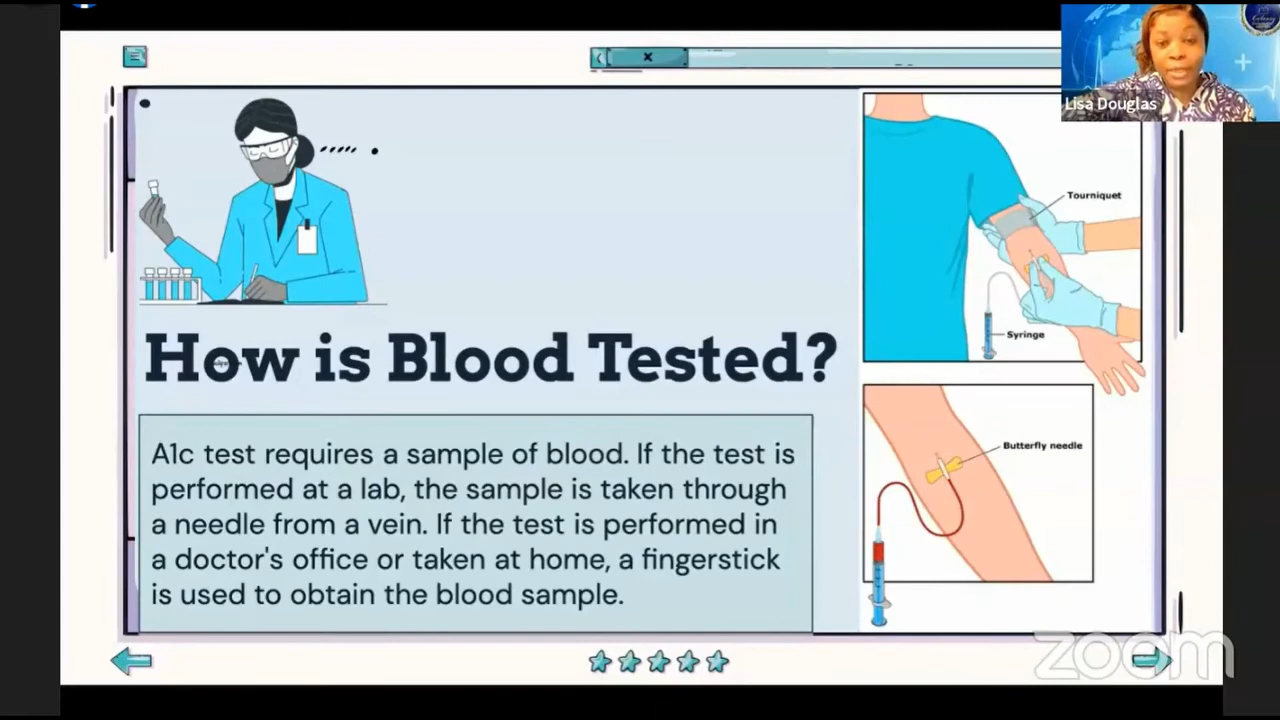 Lisa Douglas
Tourniquet
Syringe
How is Blood Tested?
A1c test requires a sample of blood. If the test is
performed at a lab, the sample is taken through
a needle from a vein. If the test is performed in
a doctor's office or taken at home, a fingerstick
is used to obtain the blood sample.
Butterfly needle
zoom